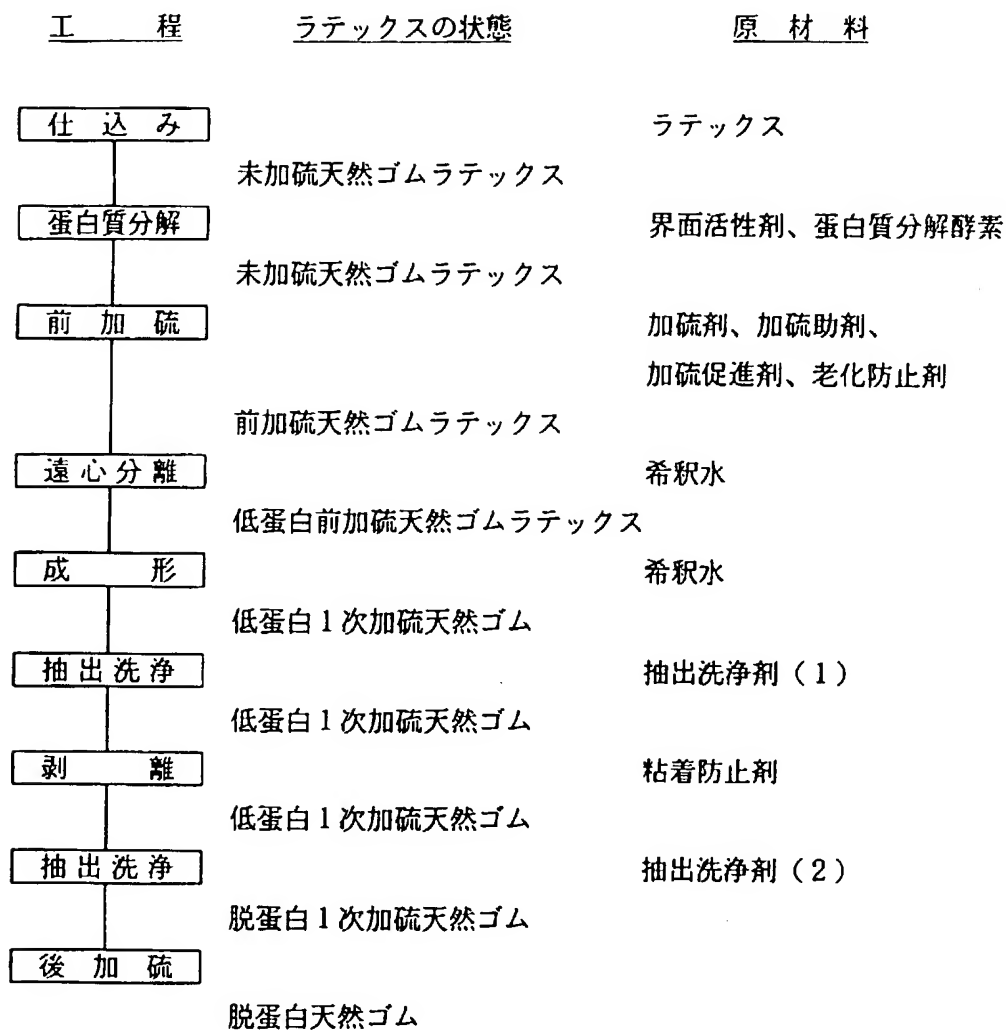 工程 ラテックスの状態 原材料
仕込み ラテックス
未加硫天然ゴムラテックス
蛋白質分解 界面活性剤、蛋白質分解酵素
未加硫天然ゴムラテックス
前加硫 加硫剤、加硫助剤、
加硫促進剤、老化防止剤
前加硫天然ゴムラテックス
遠心分離 希釈水
低蛋白前加硫天然ゴムラテックス
成形 希釈水
低蛋白1次加硫天然ゴム
抽出洗浄 抽出洗浄剤（1）
低蛋白1次加硫天然ゴム
剥離 粘着防止剤
低蛋白1次加硫天然ゴム
抽出洗浄 抽出洗浄剤（2）
脱蛋白1次加硫天然ゴム
後加硫
脱蛋白天然ゴム